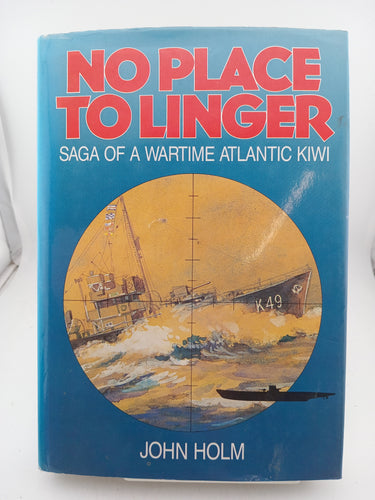 NO PLACE
TO LINGER
SAGA OF A WARTIME ATLANTIC KIWI
K49
JOHN HOLM